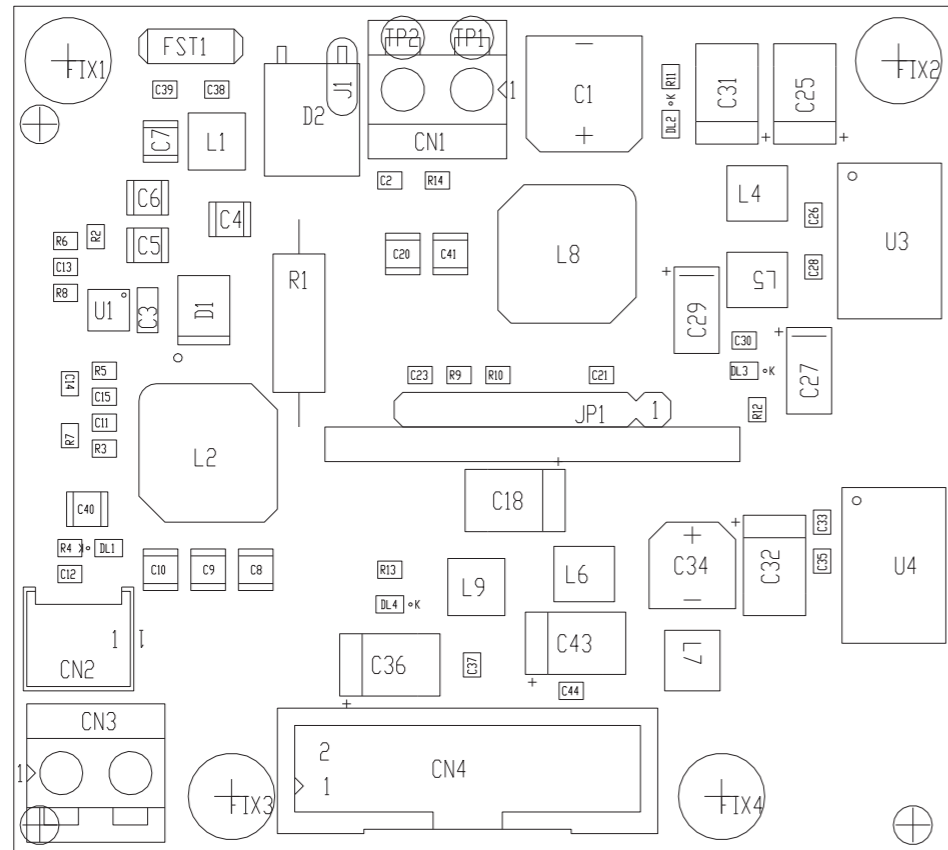 FIX1
FST1
J1
TP2
TP1
FIX2
C39
C38
D2
1
C1
R11
K
DL2
C31
C25
+
+
+
C7
L1
CN1
C2
R14
C6
C4
L4
C26
U3
R6
R2
C5
C20
C41
L8
C13
R1
L5
C28
R8
U1
C3
D1
+
C29
+
C30
R5
C14
C23
R9
R10
C21
DL3
K
C27
C15
R12
C11
JP1
1
R7
R3
L2
+
C18
C40
+
+
C33
R4
K
DL1
C34
C32
C35
U4
C12
C10
C9
C8
R13
L9
L6
DL4
K
1
1
C43
CN2
C36
C37
L7
+
C44
+
CN3
2
CN4
1
1
FIX3
FIX4